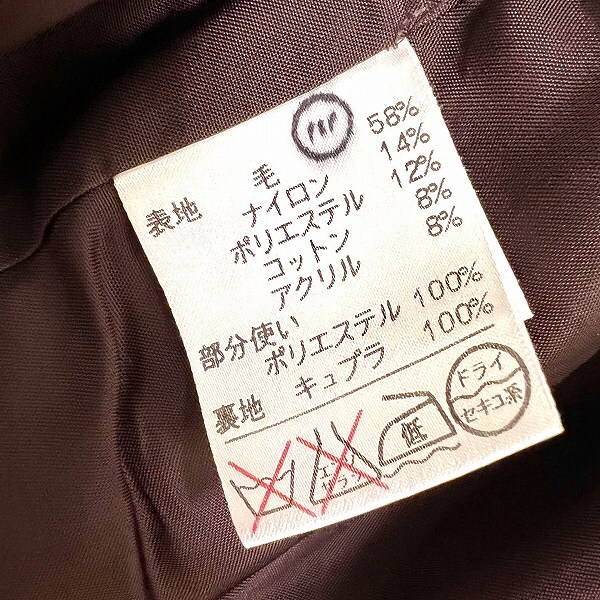 表地 毛 58%
ナイロン 14%
ポリエステル 12%
コットン 8%
アクリル 8%
部分使い
ポリエステル 100%
裏地 キュプラ 100%
エンソ
サラシ
低
ドライ
セキユ系